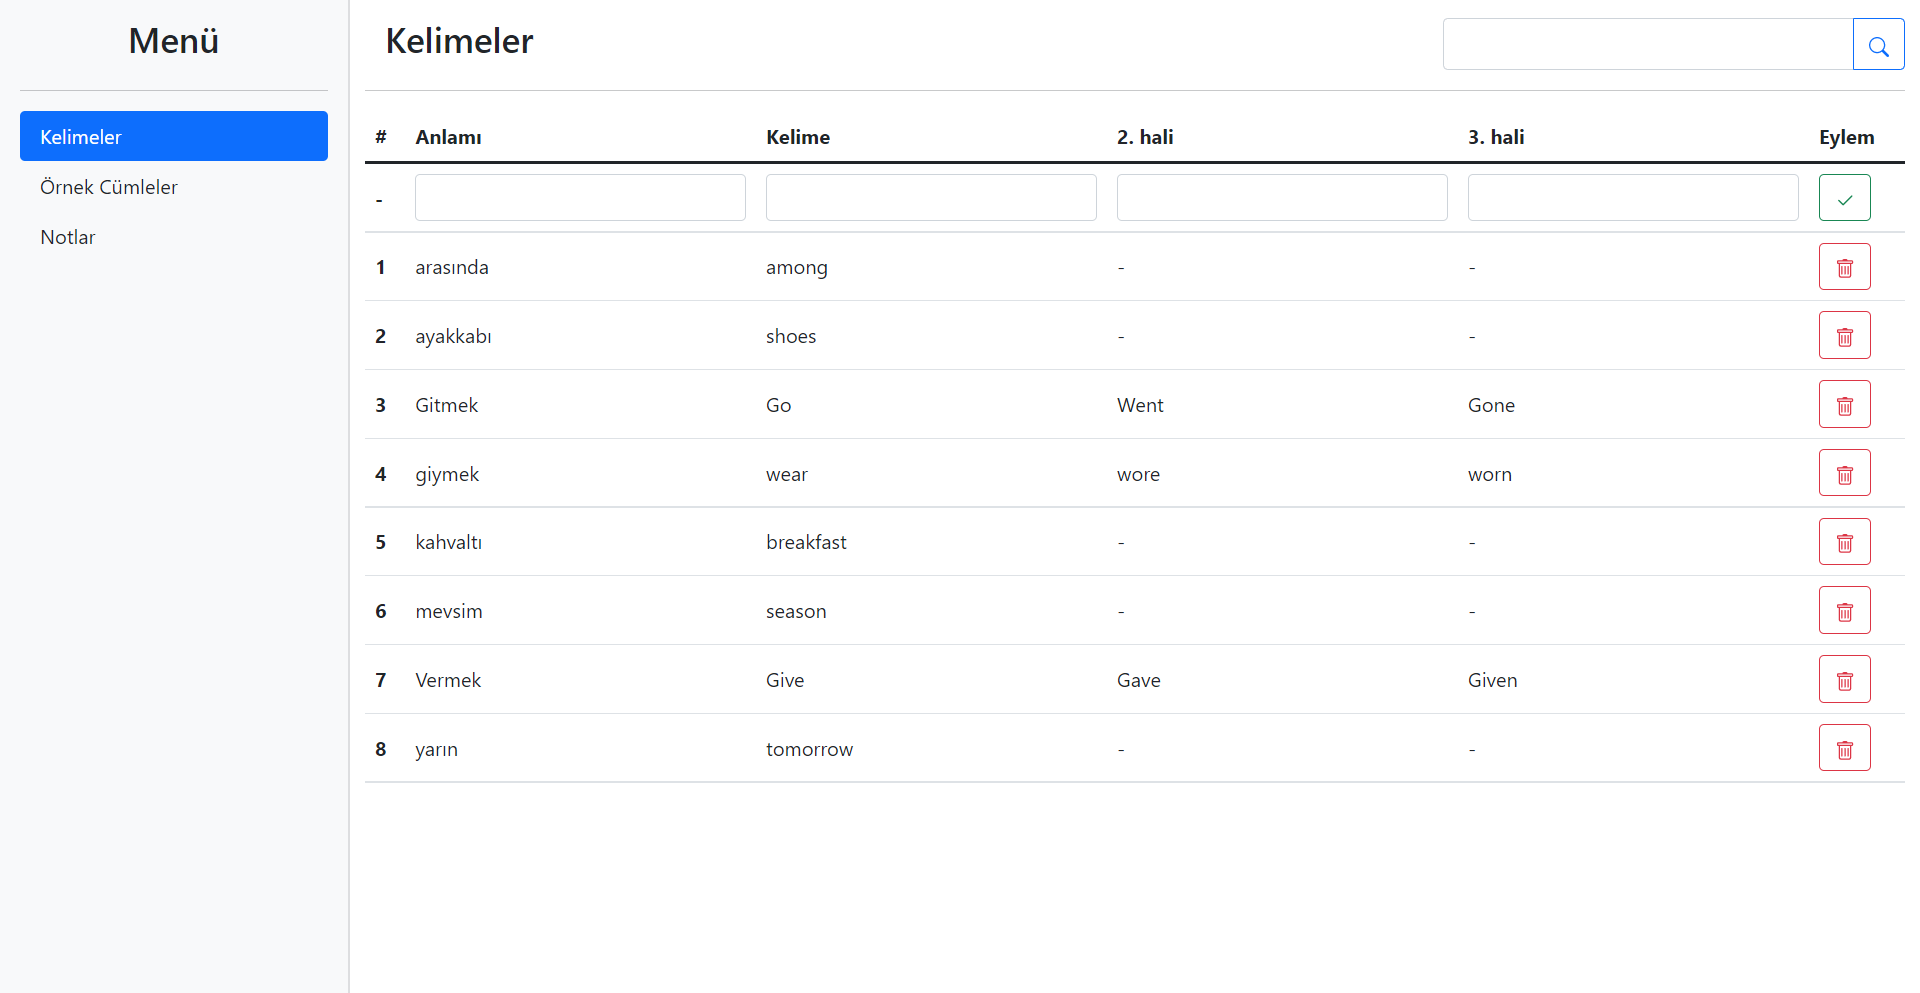 Menü
Kelimeler
Örnek Cümleler
Notlar
Kelimeler
# Anlamı Kelime 2. hali 3. hali Eylem
-
1 arasında among - -
2 ayakkabı shoes - -
3 Gitmek Go Went Gone
4 giymek wear wore worn
5 kahvaltı breakfast - -
6 mevsim season - -
7 Vermek Give Gave Given
8 yarın tomorrow - -